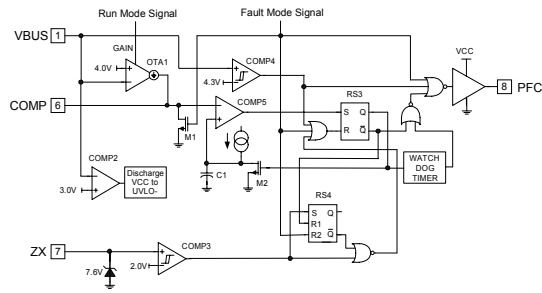 Run Mode Signal
Fault Mode Signal
VBUS 1
GAIN
VCC
4.0V
OTA1
COMP4
4.3V
8 PFC
COMP 6
COMP5
RS3
S Q
R Q
M1
C1
M2
WATCH
DOG
TIMER
COMP2
Discharge
VCC to
UVLO-
3.0V
RS4
S Q
R1
R2 Q
ZX 7
COMP3
7.6V
2.0V